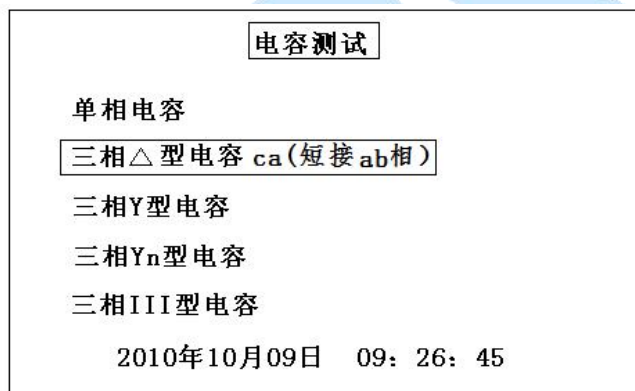 电容测试
单相电容
三相△型电容 ca(短接ab相)
三相Y型电容
三相Yn型电容
三相III型电容
2010年10月09日 09: 26: 45